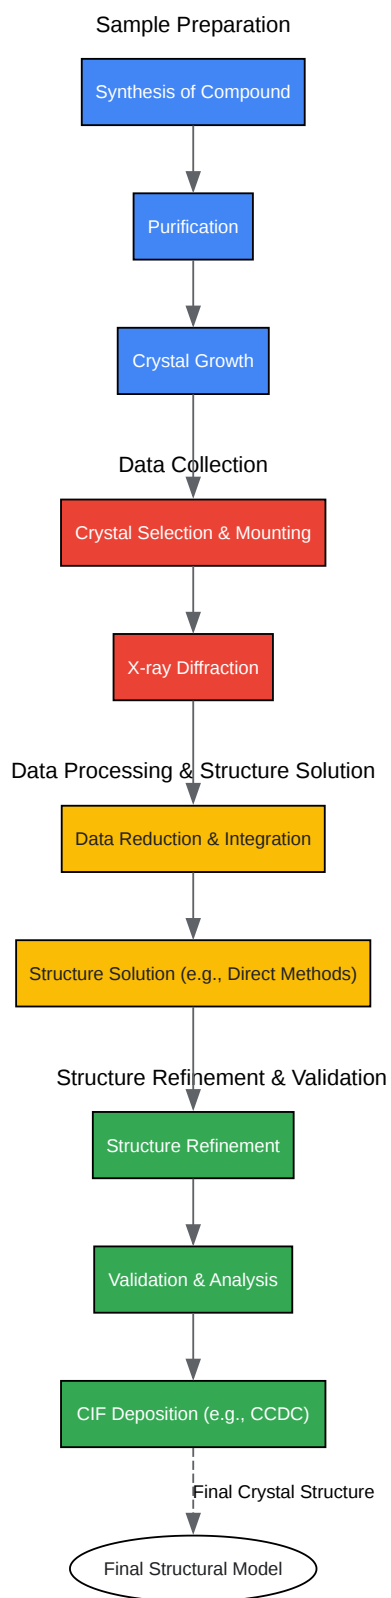 Sample Preparation
Synthesis of Compound
Purification
Crystal Growth
Data Collection
Crystal Selection & Mounting
X-ray Diffraction
Data Processing & Structure Solution
Data Reduction & Integration
Structure Solution (e.g., Direct Methods)
Structure Refinement & Validation
Structure Refinement
Validation & Analysis
CIF Deposition (e.g., CCDC)
Final Crystal Structure
Final Structural Model